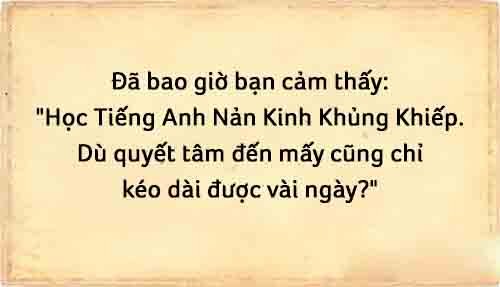 Đã bao giờ bạn cảm thấy:
"Học Tiếng Anh Nản Kinh Khủng Khiếp.
Dù quyết tâm đến mấy cũng chỉ
kéo dài được vài ngày?"